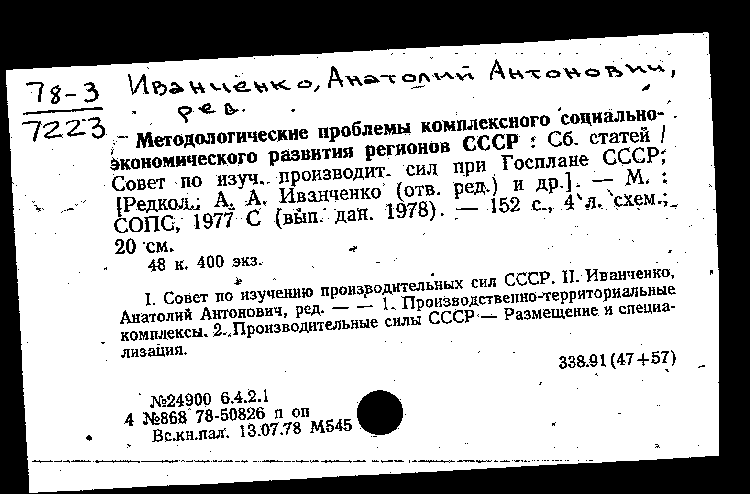 78-3
7223
Иванченко, Анатолий Антонович,
ред.
— Методологические проблемы комплексного социально-
экономического развития регионов СССР : Сб. статей /
Совет по изуч. производит. сил при Госплане СССР;
[Редкол.: А. А. Иванченко (отв. ред.) и др.]. — М. :
СОПС, 1977 С (вып. дан. 1978). — 152 с., 4 л. схем.;
20 см.
48 к. 400 экз.
I. Совет по изучению производительных сил СССР. II. Иванченко,
Анатолий Антонович, ред. — — 1. Производственно-территориальные
комплексы. 2. Производительные силы СССР — Размещение и специа-
лизация.
338.91(47+57)
№24900 6.4.2.1
4 №868 78-50826 п оп
Вс.кн.пал. 13.07.78 М545